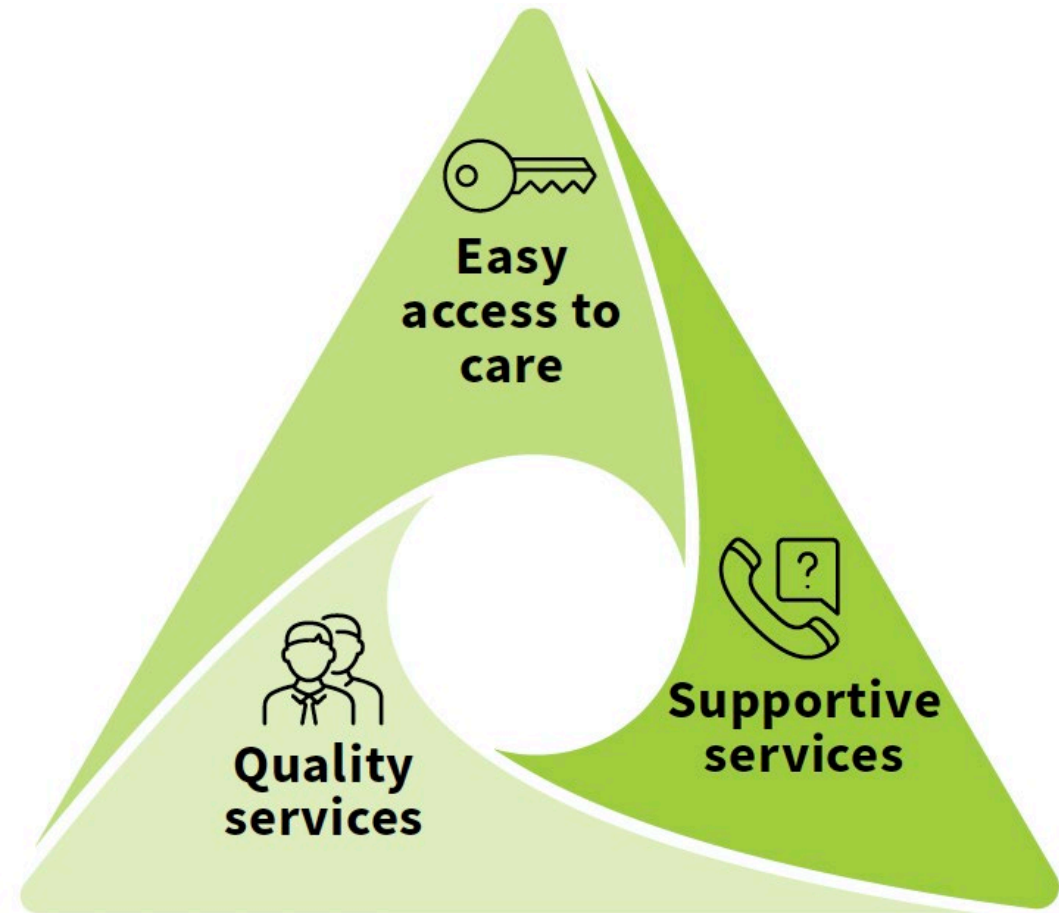 Easy
access to
care
?
Supportive
services
Quality
services